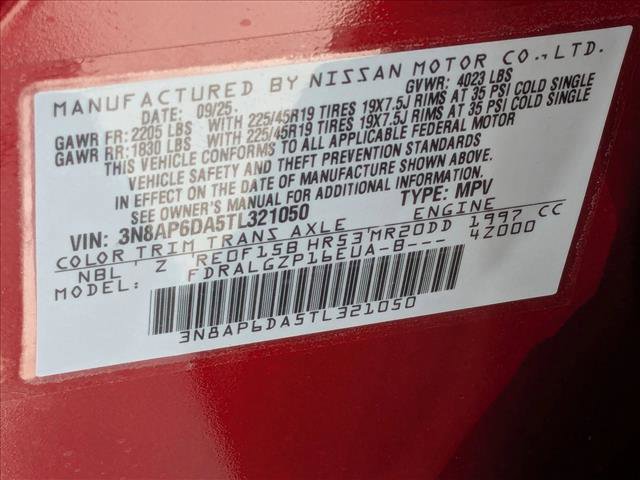 MANUFACTURED BY NISSAN MOTOR CO.,LTD.
DATE: 09/25 GVWR: 4023 LBS
GAWR FR: 2205 LBS WITH 225/45R19 TIRES 19X7.5J RIMS AT 35 PSI COLD SINGLE
GAWR RR: 1830 LBS WITH 225/45R19 TIRES 19X7.5J RIMS AT 35 PSI COLD SINGLE
THIS VEHICLE CONFORMS TO ALL APPLICABLE FEDERAL MOTOR
VEHICLE SAFETY AND THEFT PREVENTION STANDARDS
IN EFFECT ON THE DATE OF MANUFACTURE SHOWN ABOVE.
SEE OWNER'S MANUAL FOR ADDITIONAL INFORMATION.
VIN: 3N8AP6DA5TL321050 TYPE: MPV
COLOR TRIM TRANS AXLE ENGINE
NBL Z RE0F15B HR53 MR20DD 1997 CC
MODEL: FDRALGZP16EUA-B--- 4Z000
3N8AP6DA5TL321050